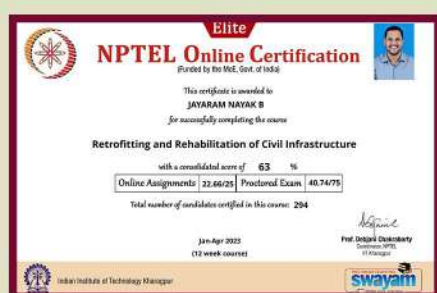 Elite
NPTEL Online Certification
(Funded by the MoE, Govt. of India)
This certificate is awarded to
JAYARAM NAYAK B
for successfully completing the course
Retrofitting and Rehabilitation of Civil Infrastructure
with a consolidated score of 63 %
Online Assignments 22.66/25 Proctored Exam 40.74/75
Total number of candidates certified in this course: 294
Jan-Apr 2023
(12 week course)
Prof. Debjani Chakraborty
Coordinator, NPTEL
IIT Kharagpur
Indian Institute of Technology Kharagpur
swayam